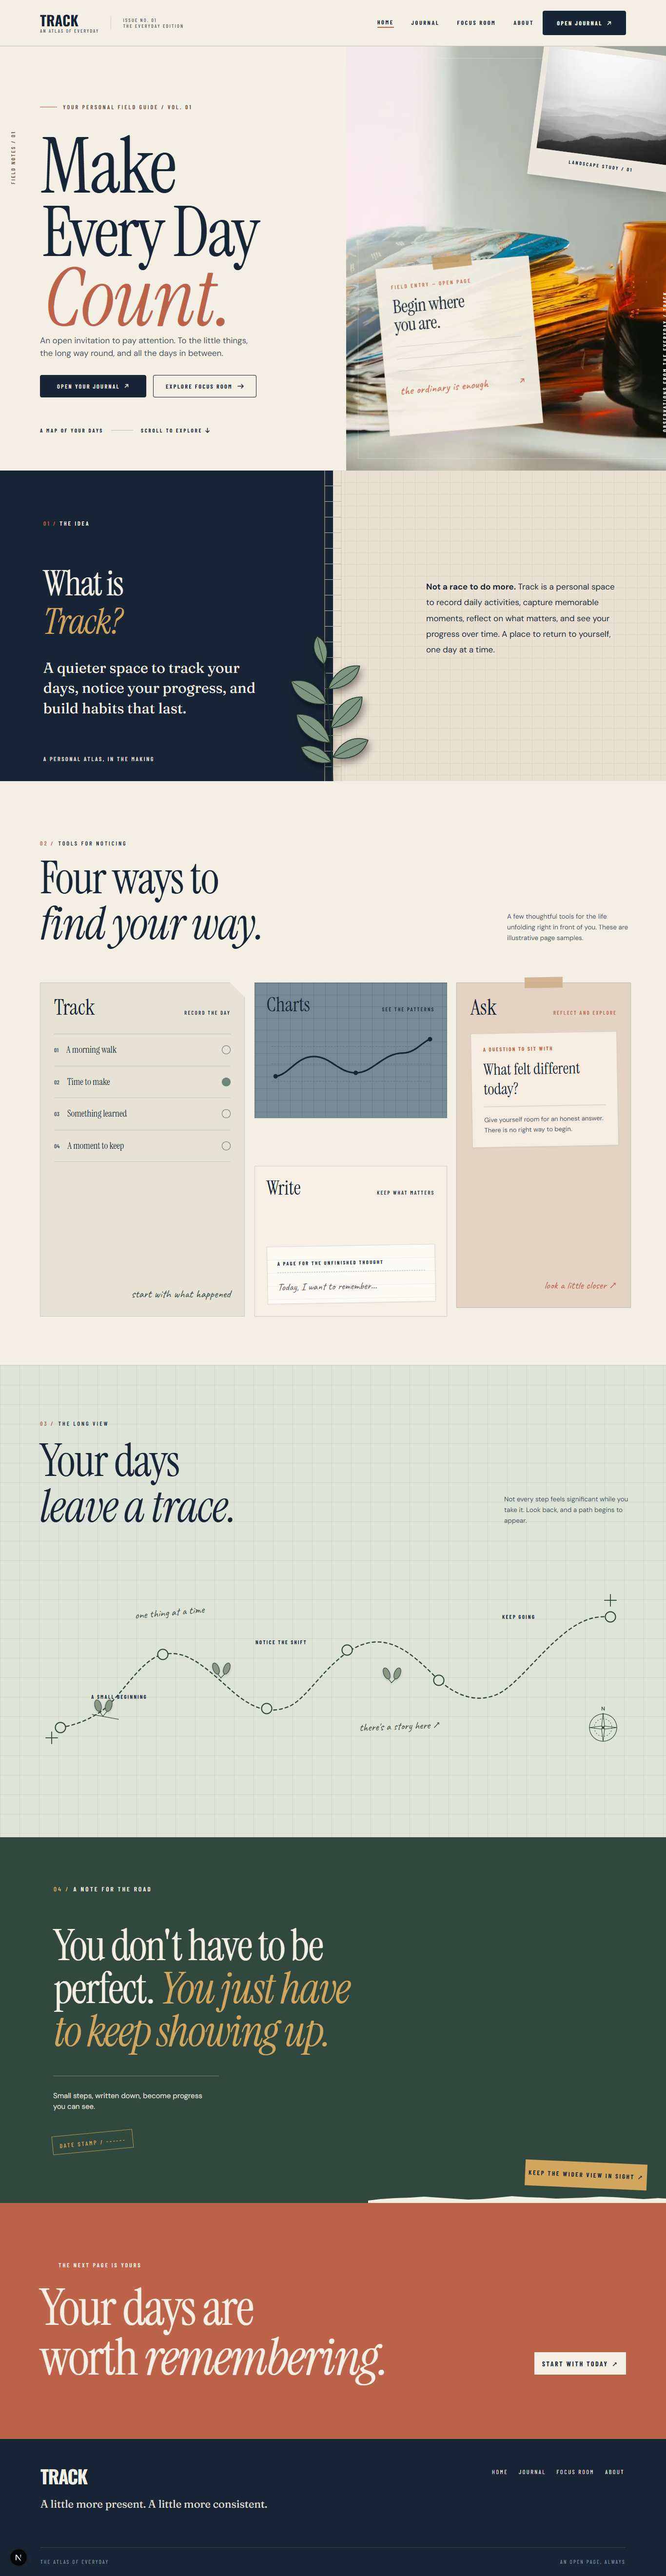 TRACK
AN ATLAS OF EVERYDAY
ISSUE NO. 01
THE EVERYDAY EDITION
HOME
JOURNAL
FOCUS ROOM
ABOUT
OPEN JOURNAL ↗
FIELD NOTES / 01
YOUR PERSONAL FIELD GUIDE / VOL. 01
Make
Every Day
Count.
An open invitation to pay attention. To the little things,
the long way round, and all the days in between.
OPEN YOUR JOURNAL ↗
EXPLORE FOCUS ROOM →
A MAP OF YOUR DAYS
SCROLL TO EXPLORE ↓
LANDSCAPE STUDY / 01
FIELD ENTRY — OPEN PAGE
Begin where
you are.
the ordinary is enough ↗
01 / THE IDEA
What is
Track?
A quieter space to track your
days, notice your progress, and
build habits that last.
A PERSONAL ATLAS, IN THE MAKING
Not a race to do more. Track is a personal space
to record daily activities, capture memorable
moments, reflect on what matters, and see your
progress over time. A place to return to yourself,
one day at a time.
02 / TOOLS FOR NOTICING
Four ways to
find your way.
A few thoughtful tools for the life
unfolding right in front of you. These are
illustrative page samples.
Track
RECORD THE DAY
01 A morning walk
02 Time to make
03 Something learned
04 A moment to keep
start with what happened
Charts
SEE THE PATTERNS
Write
KEEP WHAT MATTERS
A PAGE FOR THE UNFINISHED THOUGHT
Today, I want to remember...
Ask
REFLECT AND EXPLORE
A QUESTION TO SIT WITH
What felt different
today?
Give yourself room for an honest answer.
There is no right way to begin.
look a little closer ↗
03 / THE LONG VIEW
Your days
leave a trace.
Not every step feels significant while you
take it. Look back, and a path begins to
appear.
one thing at a time
NOTICE THE SHIFT
KEEP GOING
A SMALL BEGINNING
there's a story here ↗
N
04 / A NOTE FOR THE ROAD
You don't have to be
perfect. You just have
to keep showing up.
Small steps, written down, become progress
you can see.
DATE STAMP / ------
KEEP THE WIDER VIEW IN SIGHT ↗
THE NEXT PAGE IS YOURS
Your days are
worth remembering.
START WITH TODAY ↗
TRACK
A little more present. A little more consistent.
HOME
JOURNAL
FOCUS ROOM
ABOUT
N
THE ATLAS OF EVERYDAY
AN OPEN PAGE, ALWAYS